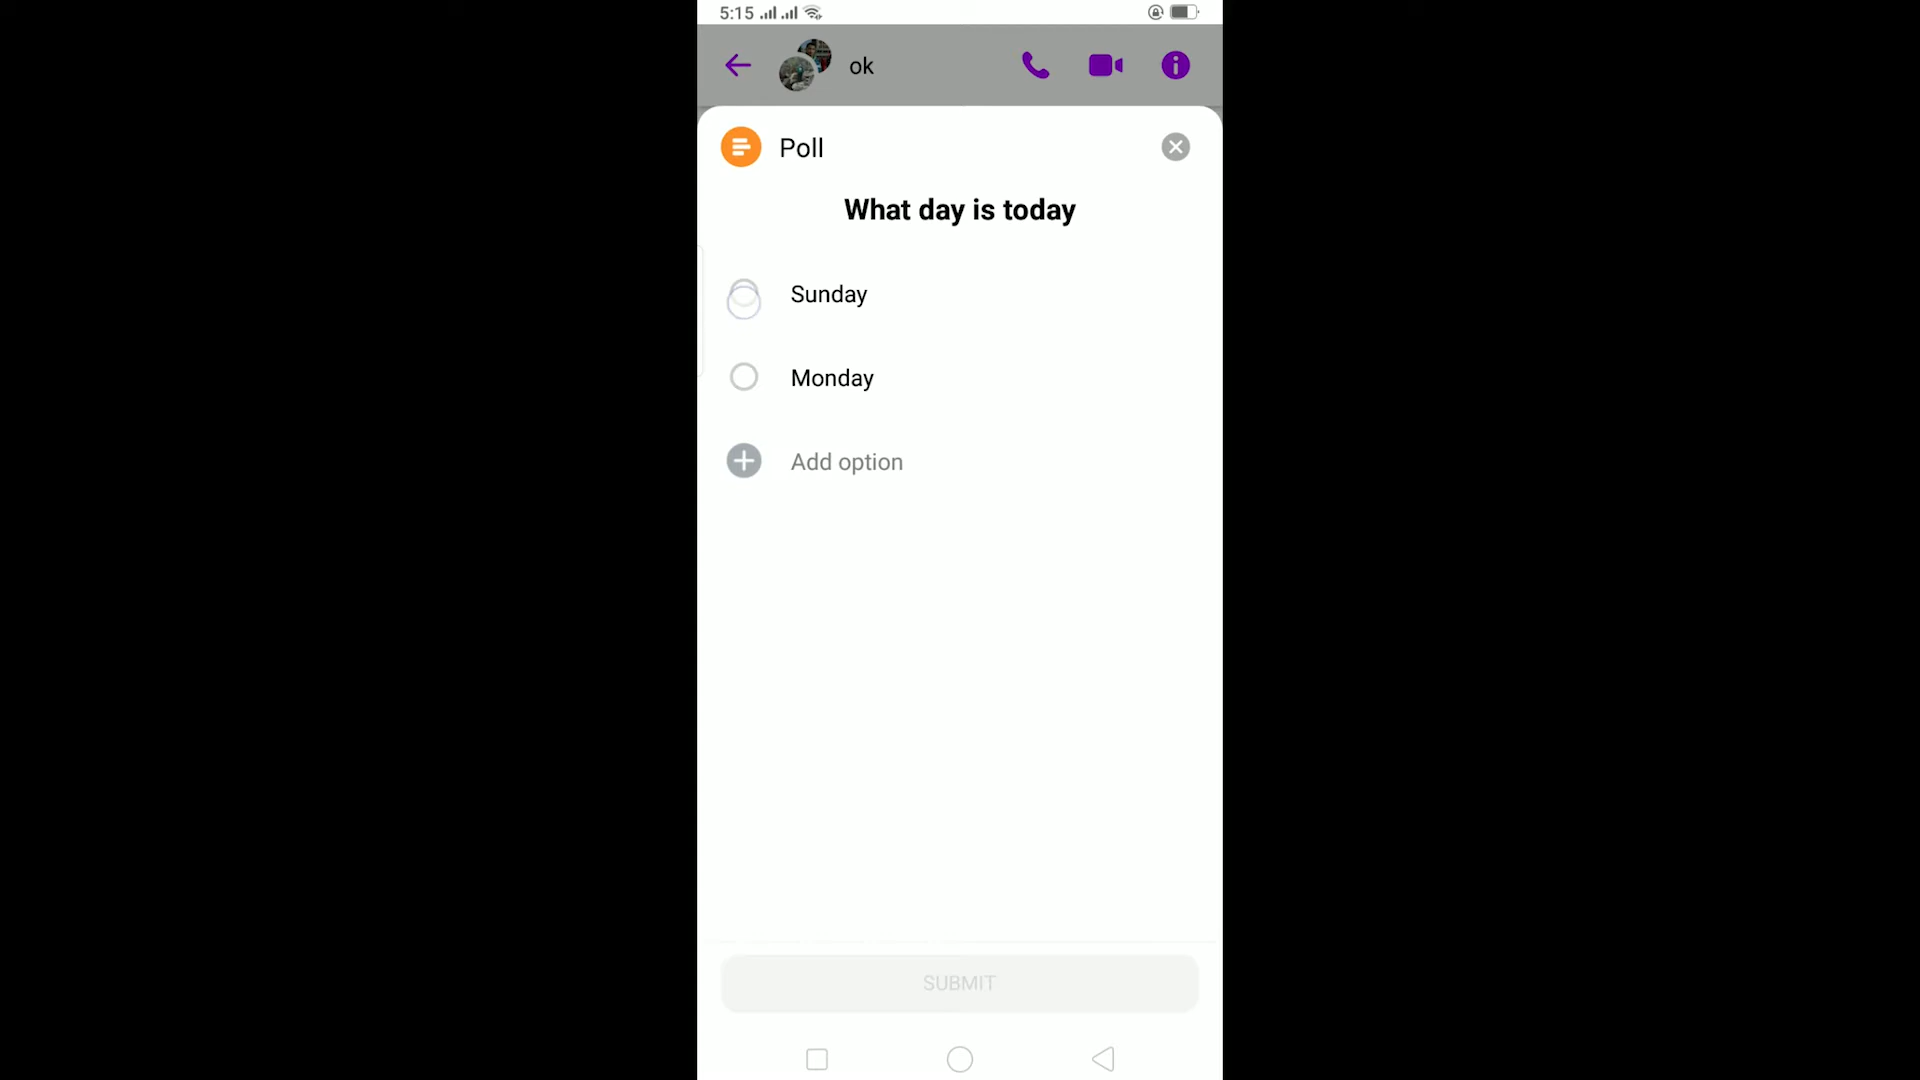 5:15
ok
Poll
What day is today
Sunday
Monday
Add option
SUBMIT